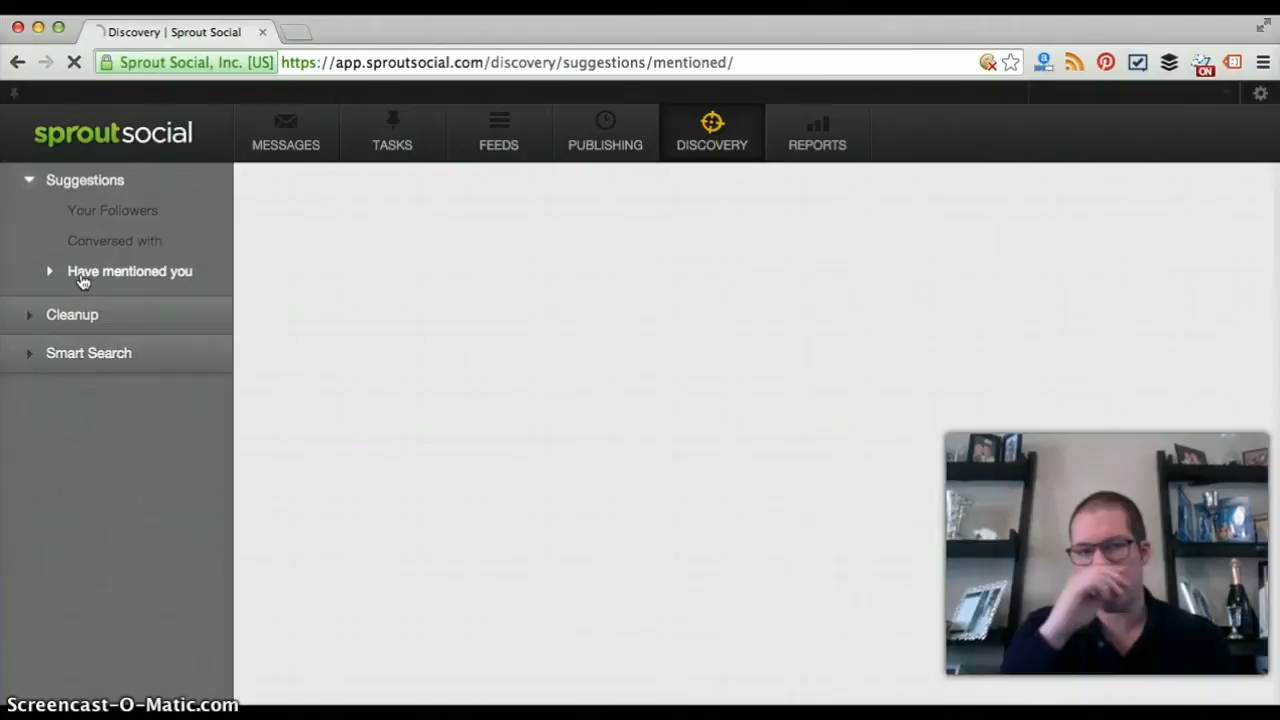 Discovery | Sprout Social
Sprout Social, Inc. [US] https://app.sproutsocial.com/discovery/suggestions/mentioned/
ON
sproutsocial
MESSAGES TASKS FEEDS PUBLISHING DISCOVERY REPORTS
Suggestions
Your Followers
Conversed with
Have mentioned you
Cleanup
Smart Search
Screencast-O-Matic.com